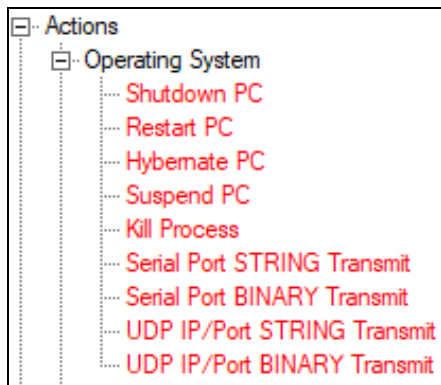 Actions
Operating System
Shutdown PC
Restart PC
Hybernate PC
Suspend PC
Kill Process
Serial Port STRING Transmit
Serial Port BINARY Transmit
UDP IP/Port STRING Transmit
UDP IP/Port BINARY Transmit